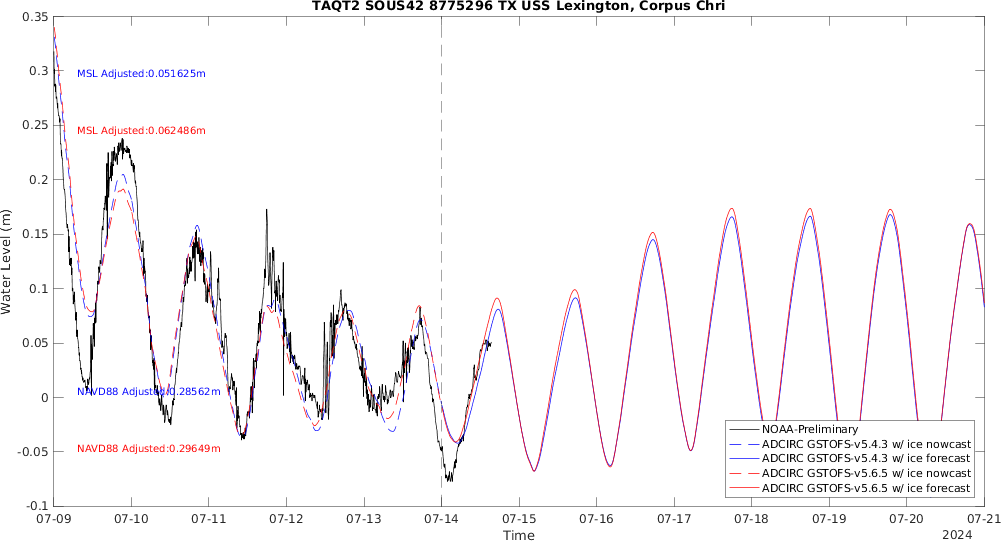 TAQT2 SOUS42 8775296 TX USS Lexington, Corpus Chri
0.35
0.3
0.25
0.2
0.15
0.1
0.05
0
-0.05
-0.1
Water Level (m)
MSL Adjusted:0.051625m
MSL Adjusted:0.062486m
NAVD88 Adjusted:0.28562m
NAVD88 Adjusted:0.29649m
NOAA-Preliminary
ADCIRC GSTOFS-v5.4.3 w/ ice nowcast
ADCIRC GSTOFS-v5.4.3 w/ ice forecast
ADCIRC GSTOFS-v5.6.5 w/ ice nowcast
ADCIRC GSTOFS-v5.6.5 w/ ice forecast
07-09 07-10 07-11 07-12 07-13 07-14 07-15 07-16 07-17 07-18 07-19 07-20 07-21
Time
2024